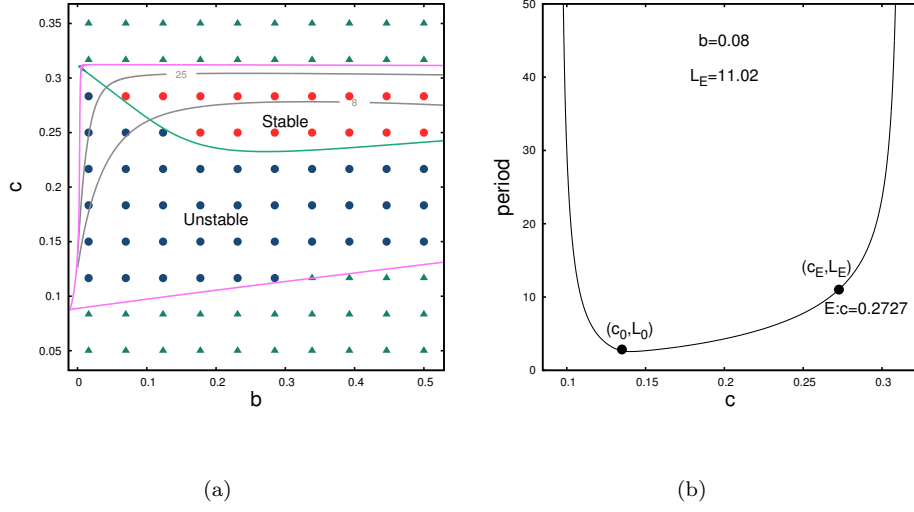 0.35
0.3
0.25
0.2
0.15
0.1
0.05
c
25
8
Stable
Unstable
0 0.1 0.2 0.3 0.4 0.5
b
(a)
50
40
30
20
10
0
period
b=0.08
L_E=11.02
(c_E,L_E)
E:c=0.2727
(c_0,L_0)
0.1 0.15 0.2 0.25 0.3
c
(b)